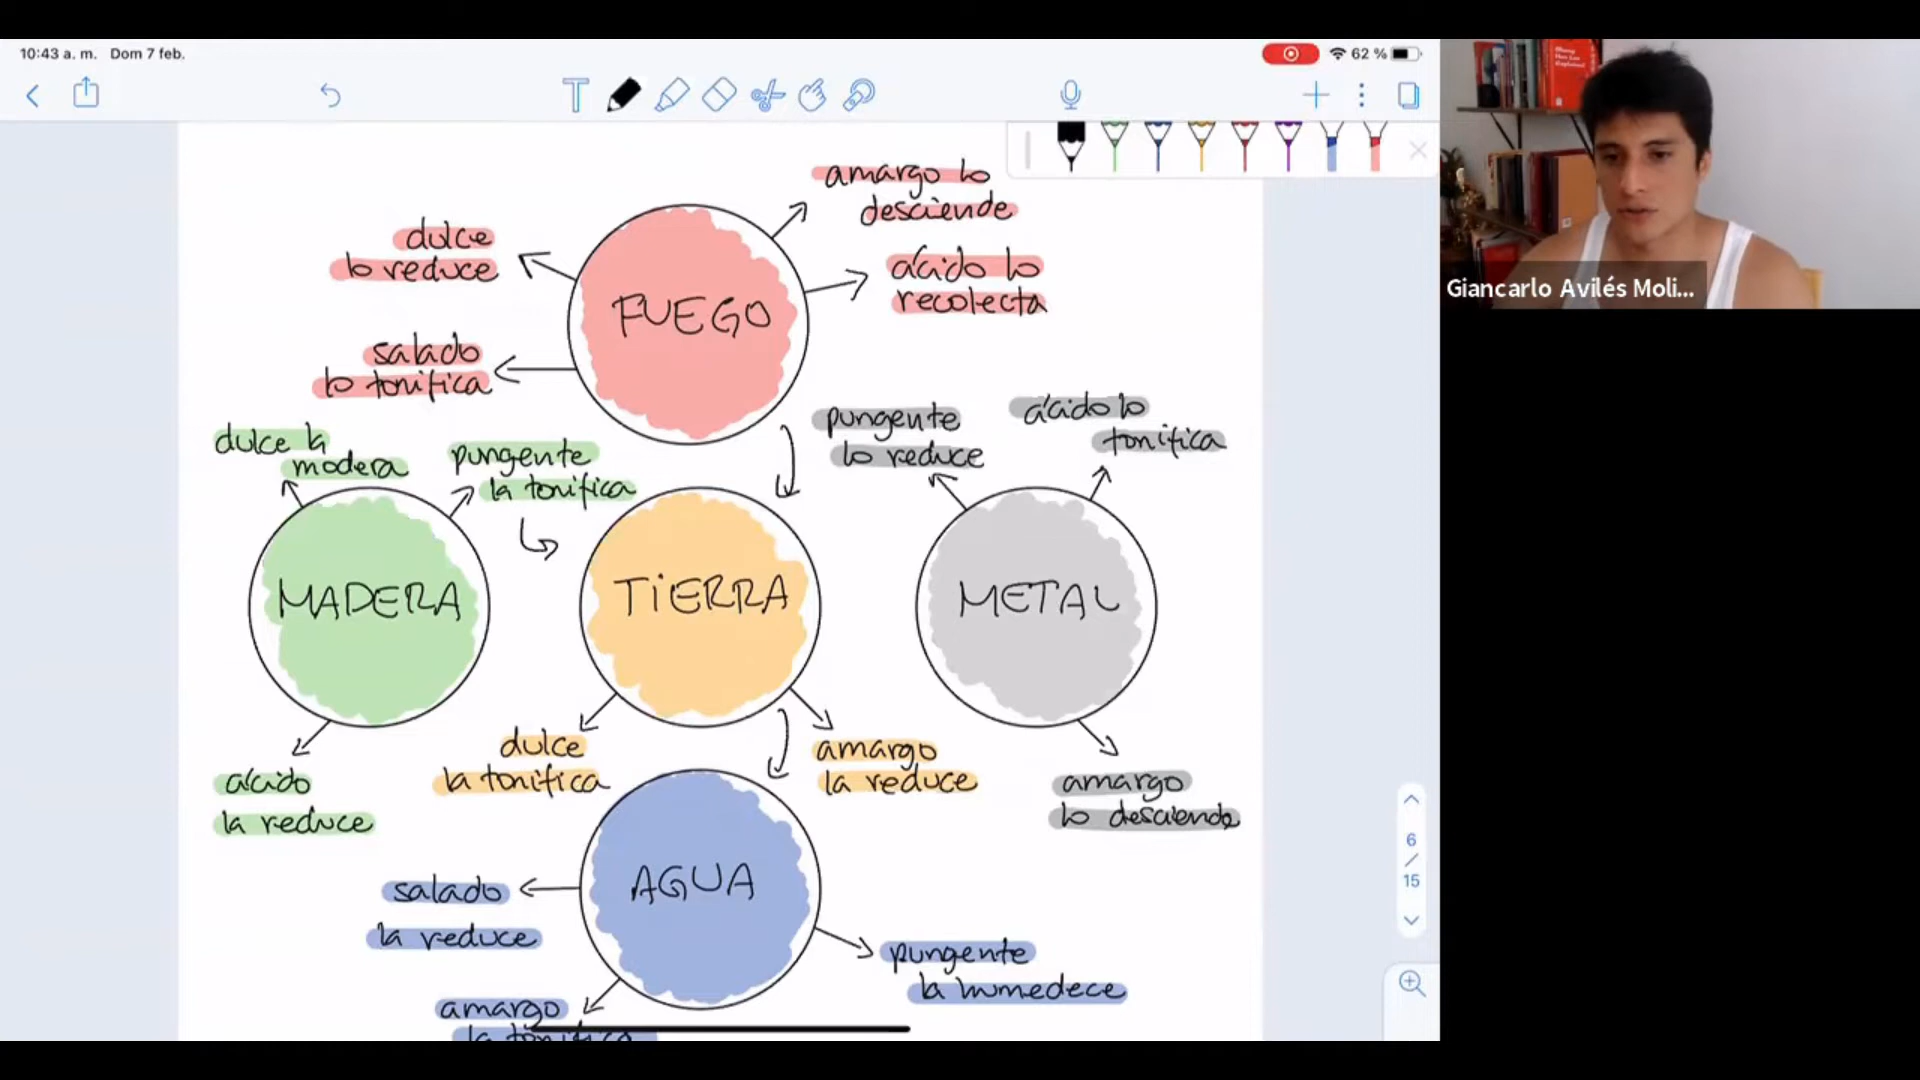 10:43 a. m. Dom 7 feb.
62 %
T
amargo lo
desciende
dulce
lo reduce
ácido lo
recolecta
FUEGO
salado
lo tonifica
dulce la
modera
pungente
la tonifica
pungente
lo reduce
ácido lo
tonifica
MADERA
TIERRA
METAL
dulce
la tonifica
amargo
la reduce
ácido
la reduce
amargo
lo desciende
AGUA
salado
la reduce
pungente
la humedece
amargo
la tonifica
6
/
15
Giancarlo Avilés Moli...